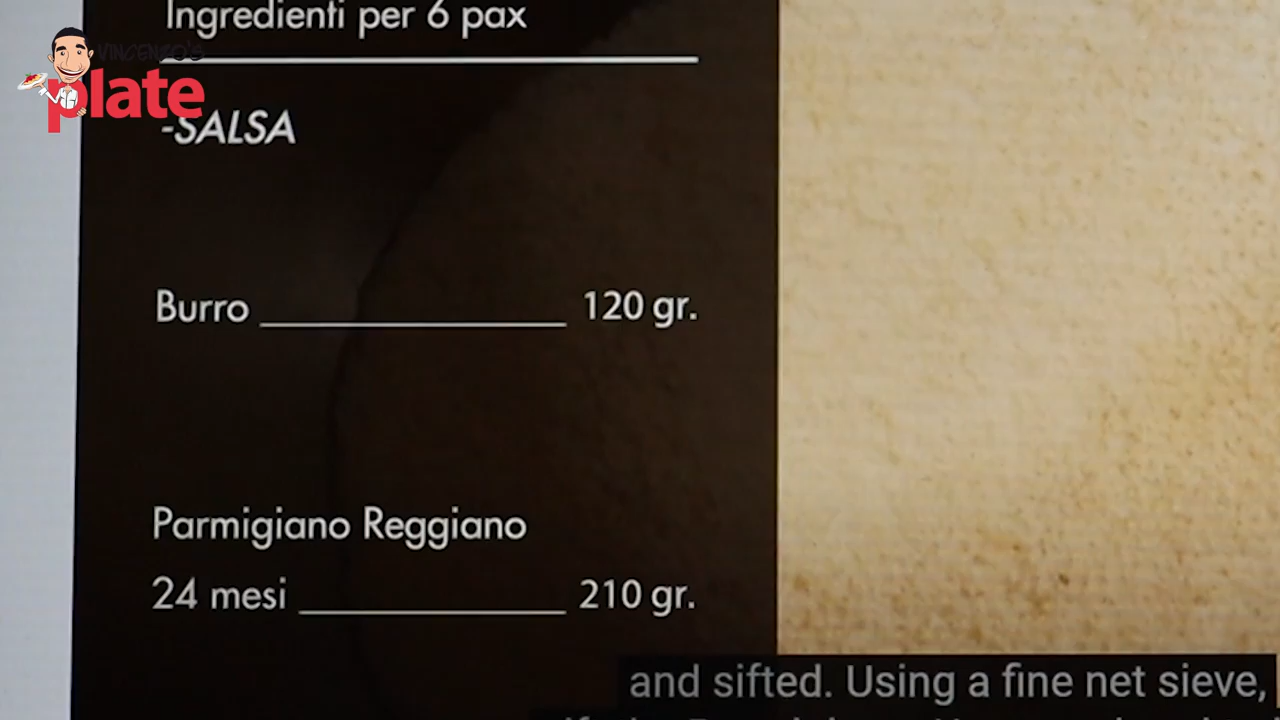 Ingredienti per 6 pax
VINCENZO'S
plate
-SALSA
Burro 120 gr.
Parmigiano Reggiano
24 mesi 210 gr.
and sifted. Using a fine net sieve,